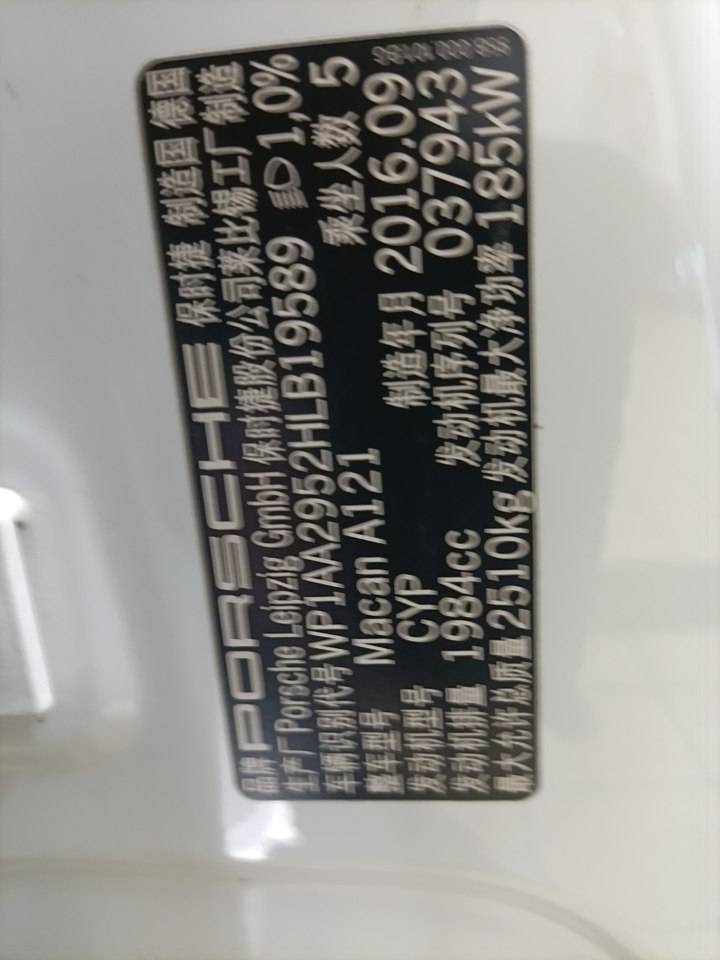 品牌 PORSCHE 保时捷 制造国 德国
生产厂 Porsche Leipzig GmbH 保时捷股份公司莱比锡工厂制造
车辆识别代号 WP1AA2952HLB19589 1,0%
整车型号 Macan A121 乘坐人数 5
发动机型号 CYP 制造年月 2016.09
发动机排量 1984cc 发动机序列号 037943
最大允许总质量 2510kg 发动机最大净功率 185kW